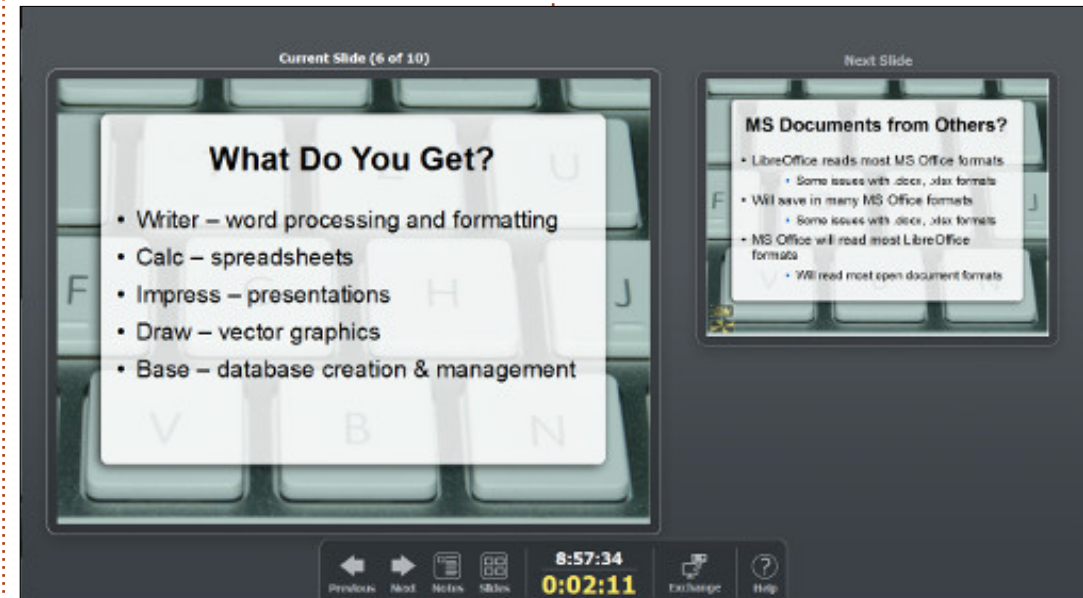 Current Slide (6 of 10)
What Do You Get?
• Writer – word processing and formatting
• Calc – spreadsheets
• Impress – presentations
• Draw – vector graphics
• Base – database creation & management
U
F
H
J
V
B
N
Next Slide
MS Documents from Others?
• LibreOffice reads most MS Office formats
• Some issues with .docx, .xlsx formats
• Will save in many MS Office formats
• Some issues with .docx, .xlsx formats
• MS Office will read most LibreOffice
formats
• Will read most open document formats
F
J
V
N
Previous
Next
Notes
Slides
8:57:34
0:02:11
Exchange
Help